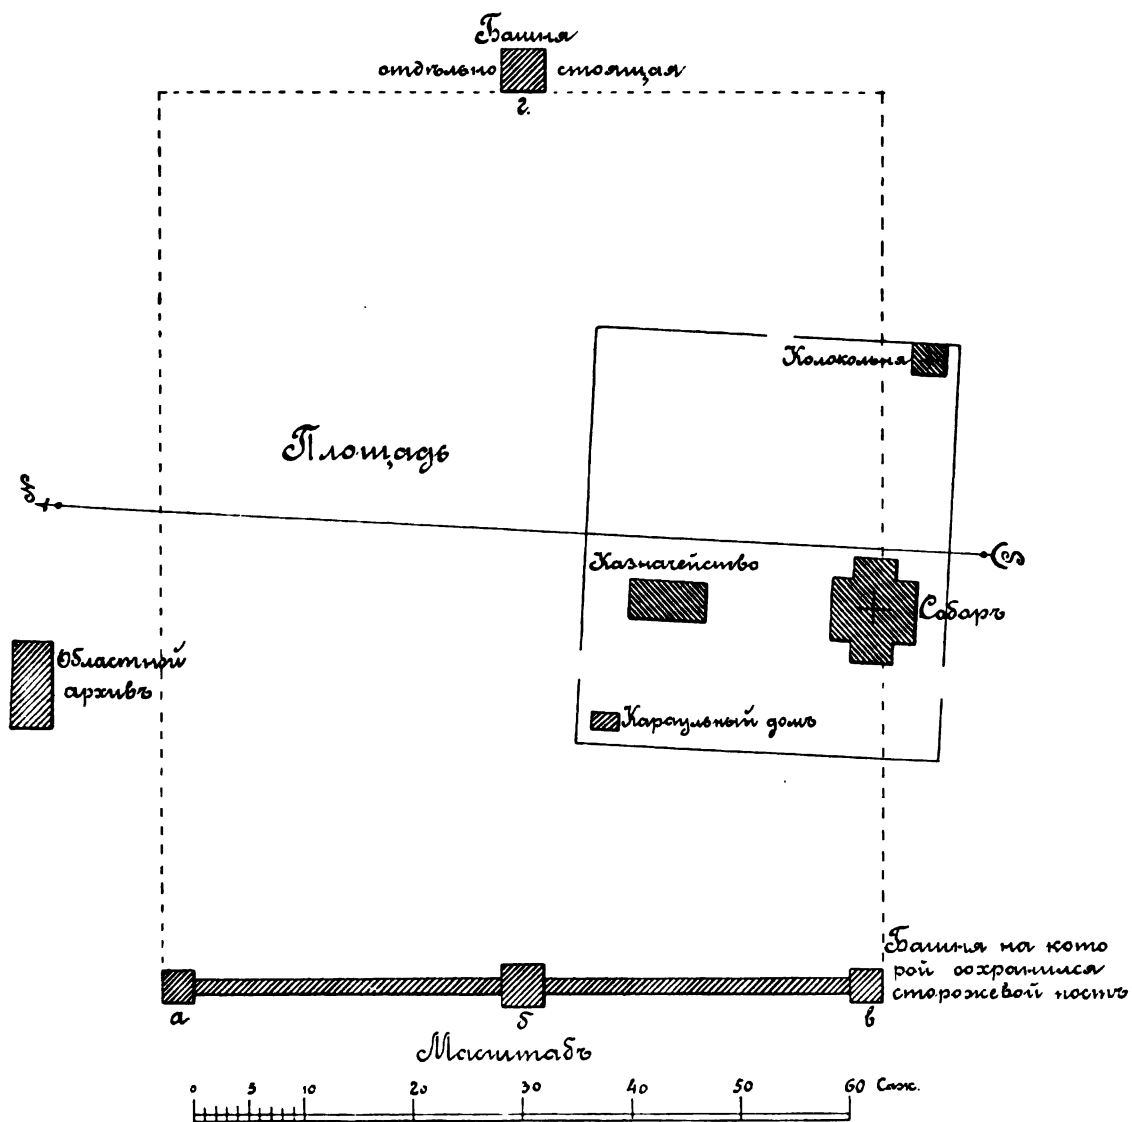 Башня
отдѣльно стоящая
г.
Колокольня
Площадь
Казначейство
Соборъ
Областной
архивъ
Караульный домъ
Башня на кото
рой сохранился
сторожевой постъ
а
б
в
Масштабъ
0 5 10 20 30 40 50 60 Саж.